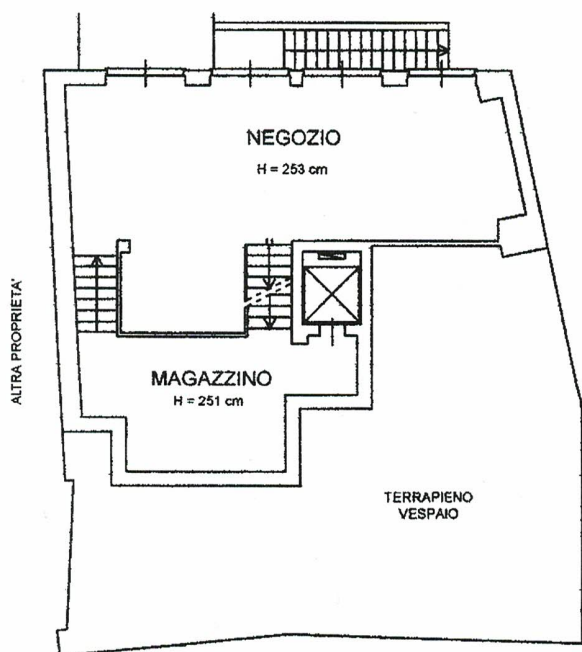 NEGOZIO
H = 253 cm
ALTRA PROPRIETA'
MAGAZZINO
H = 251 cm
TERRAPIENO
VESPAIO